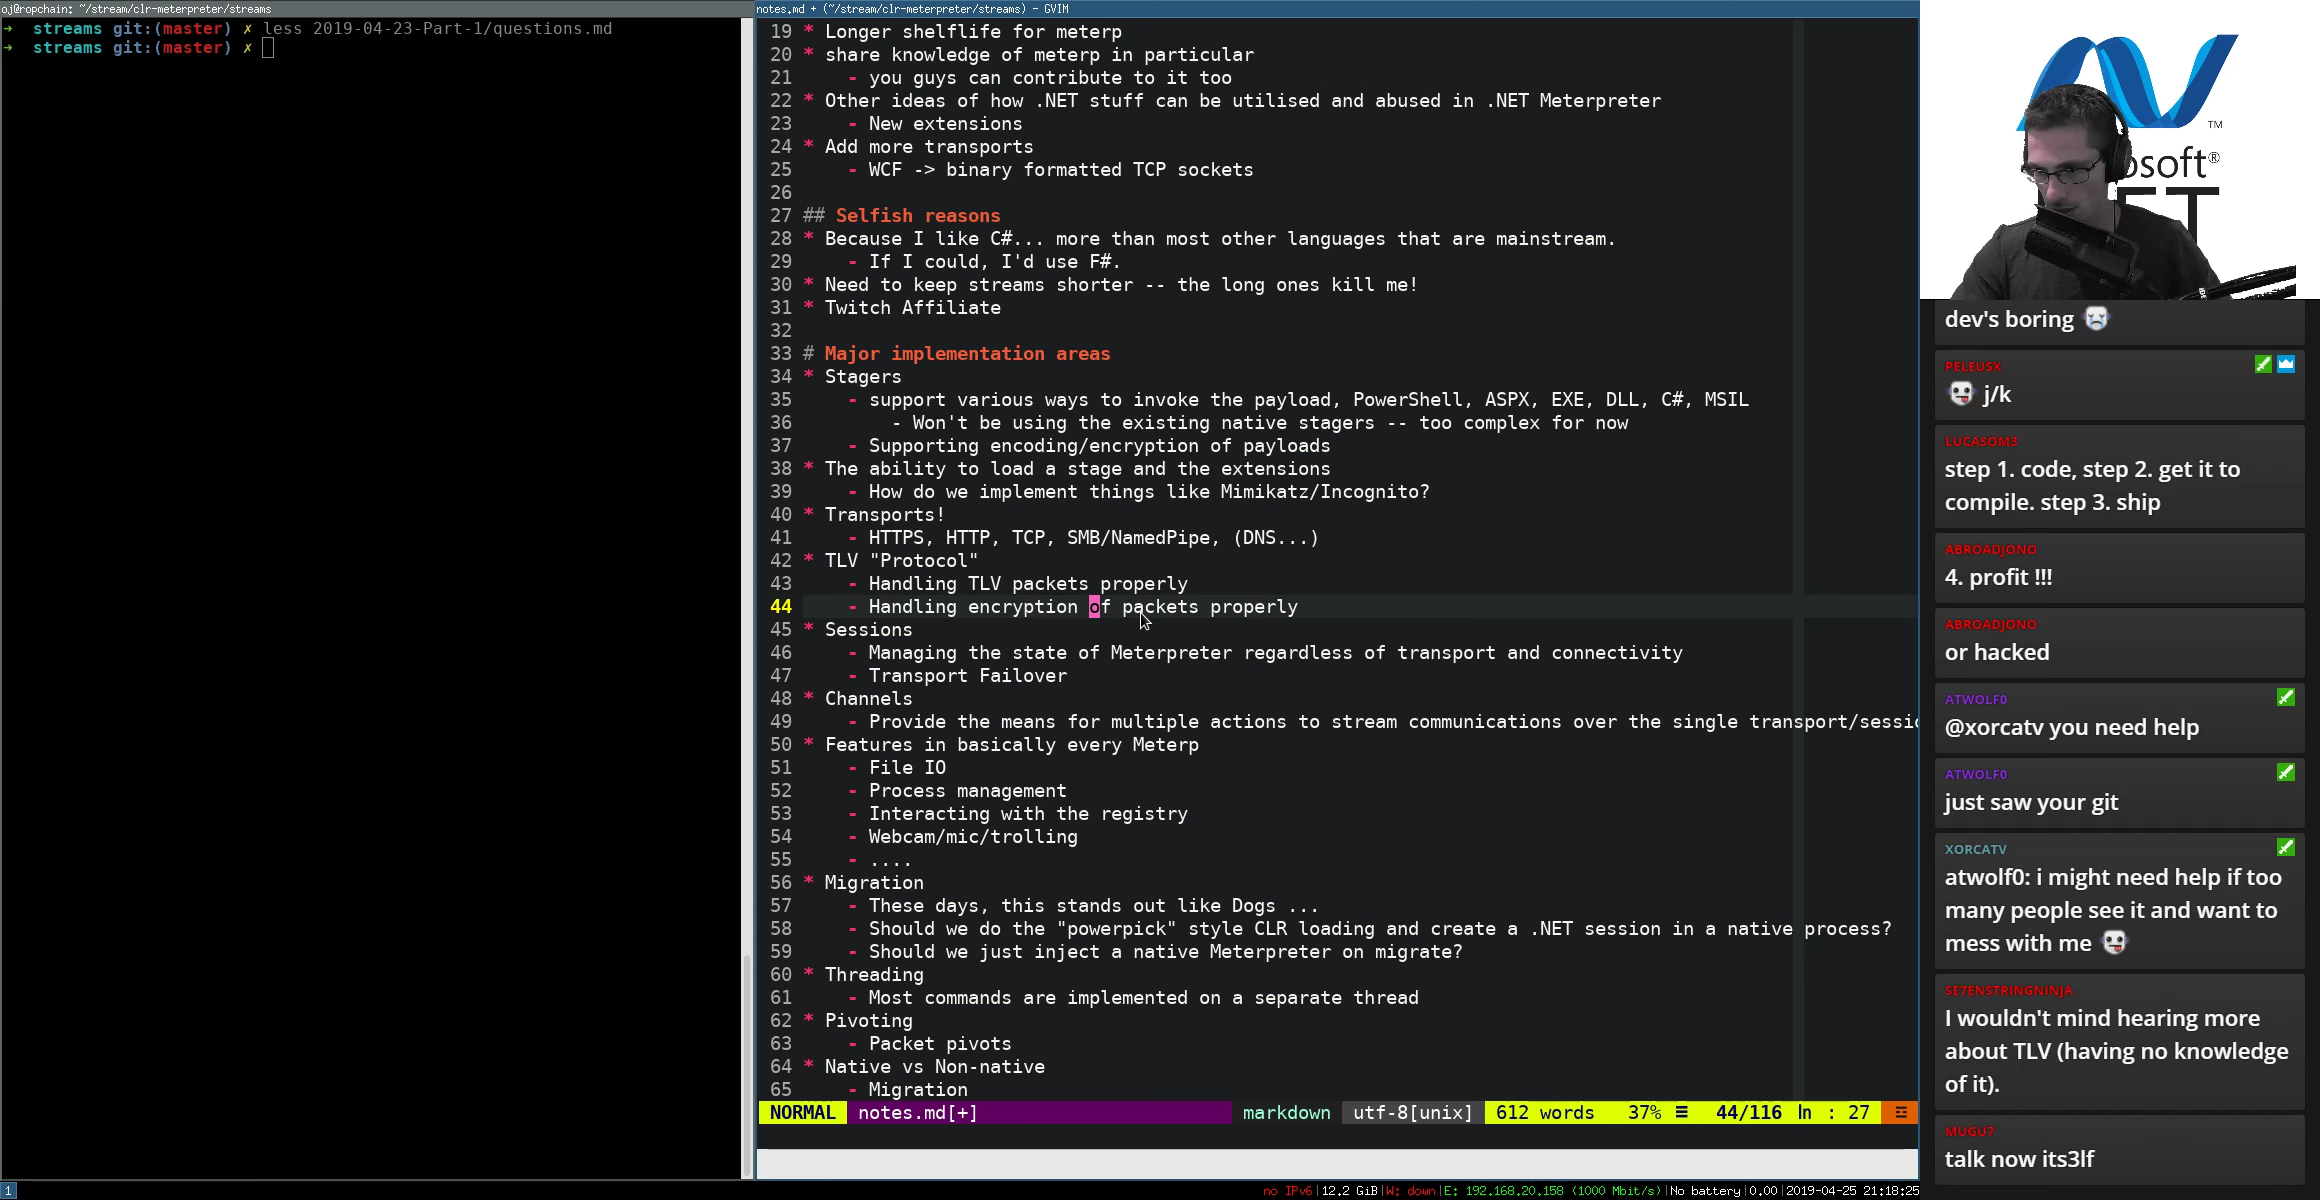 oj@ropchain: ~/stream/clr-meterpreter/streams
➜ streams git:(master) ✗ less 2019-04-23-Part-1/questions.md
➜ streams git:(master) ✗
notes.md + (~/stream/clr-meterpreter/streams) - GVIM
19 * Longer shelflife for meterp
20 * share knowledge of meterp in particular
21 - you guys can contribute to it too
22 * Other ideas of how .NET stuff can be utilised and abused in .NET Meterpreter
23 - New extensions
24 * Add more transports
25 - WCF -> binary formatted TCP sockets
26
27 ## Selfish reasons
28 * Because I like C#... more than most other languages that are mainstream.
29 - If I could, I'd use F#.
30 * Need to keep streams shorter -- the long ones kill me!
31 * Twitch Affiliate
32
33 # Major implementation areas
34 * Stagers
35 - support various ways to invoke the payload, PowerShell, ASPX, EXE, DLL, C#, MSIL
36 - Won't be using the existing native stagers -- too complex for now
37 - Supporting encoding/encryption of payloads
38 * The ability to load a stage and the extensions
39 - How do we implement things like Mimikatz/Incognito?
40 * Transports!
41 - HTTPS, HTTP, TCP, SMB/NamedPipe, (DNS...)
42 * TLV "Protocol"
43 - Handling TLV packets properly
44 - Handling encryption of packets properly
45 * Sessions
46 - Managing the state of Meterpreter regardless of transport and connectivity
47 - Transport Failover
48 * Channels
49 - Provide the means for multiple actions to stream communications over the single transport/sessio
50 * Features in basically every Meterp
51 - File IO
52 - Process management
53 - Interacting with the registry
54 - Webcam/mic/trolling
55 - ....
56 * Migration
57 - These days, this stands out like Dogs ...
58 - Should we do the "powerpick" style CLR loading and create a .NET session in a native process?
59 - Should we just inject a native Meterpreter on migrate?
60 * Threading
61 - Most commands are implemented on a separate thread
62 * Pivoting
63 - Packet pivots
64 * Native vs Non-native
65 - Migration
NORMAL notes.md[+] markdown utf-8[unix] 612 words 37% ≡ 44/116 ln : 27
TM
osoft®
dev's boring
PELEUSX
j/k
LUCASOM3
step 1. code, step 2. get it to
compile. step 3. ship
ABROADJONO
4. profit !!!
ABROADJONO
or hacked
ATWOLF0
@xorcatv you need help
ATWOLF0
just saw your git
XORCATV
atwolf0: i might need help if too
many people see it and want to
mess with me
SE7ENSTRINGNINJA
I wouldn't mind hearing more
about TLV (having no knowledge
of it).
MUGU7
talk now its3lf
1
no IPv6|12.2 GiB|W: down|E: 192.168.20.158 (1000 Mbit/s)|No battery|0.00|2019-04-25 21:18:25